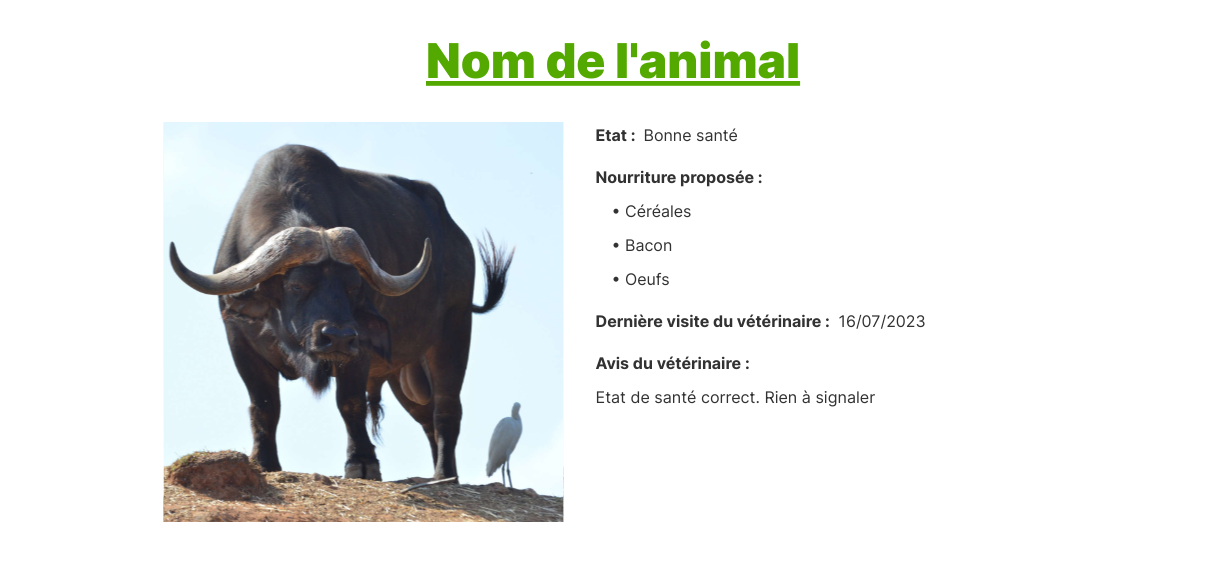 Nom de l'animal
Etat : Bonne santé
Nourriture proposée :
• Céréales
• Bacon
• Oeufs
Dernière visite du vétérinaire : 16/07/2023
Avis du vétérinaire :
Etat de santé correct. Rien à signaler